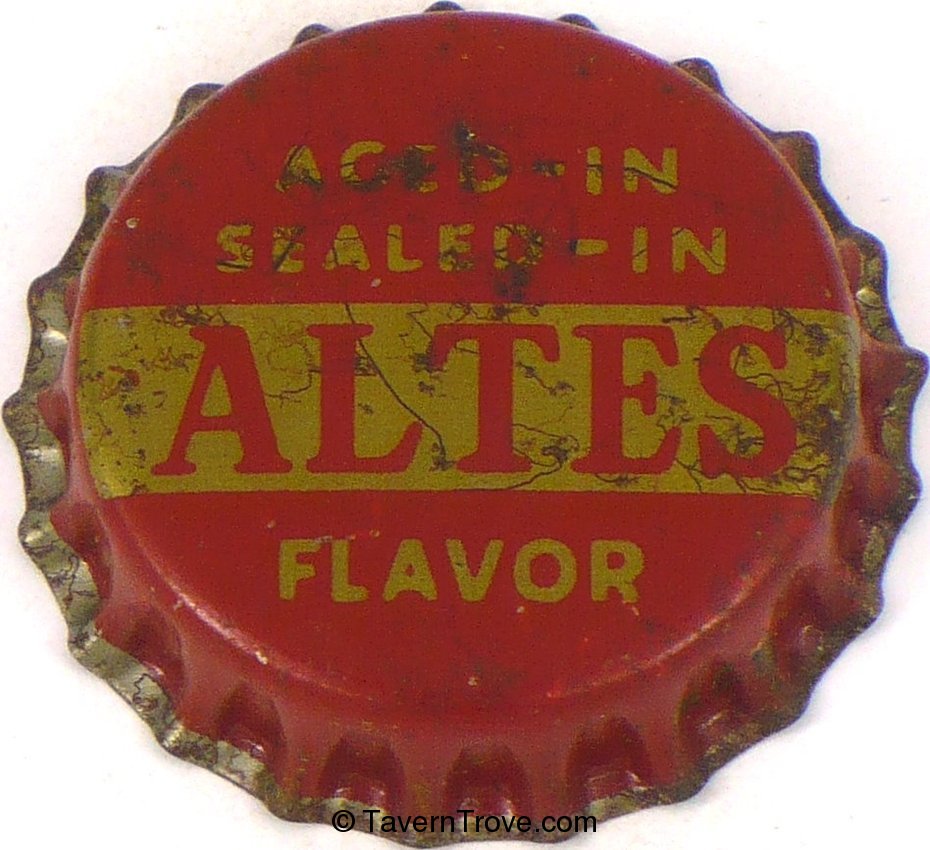 AGED-IN
SEALED-IN
ALTES
FLAVOR
© TavernTrove.com